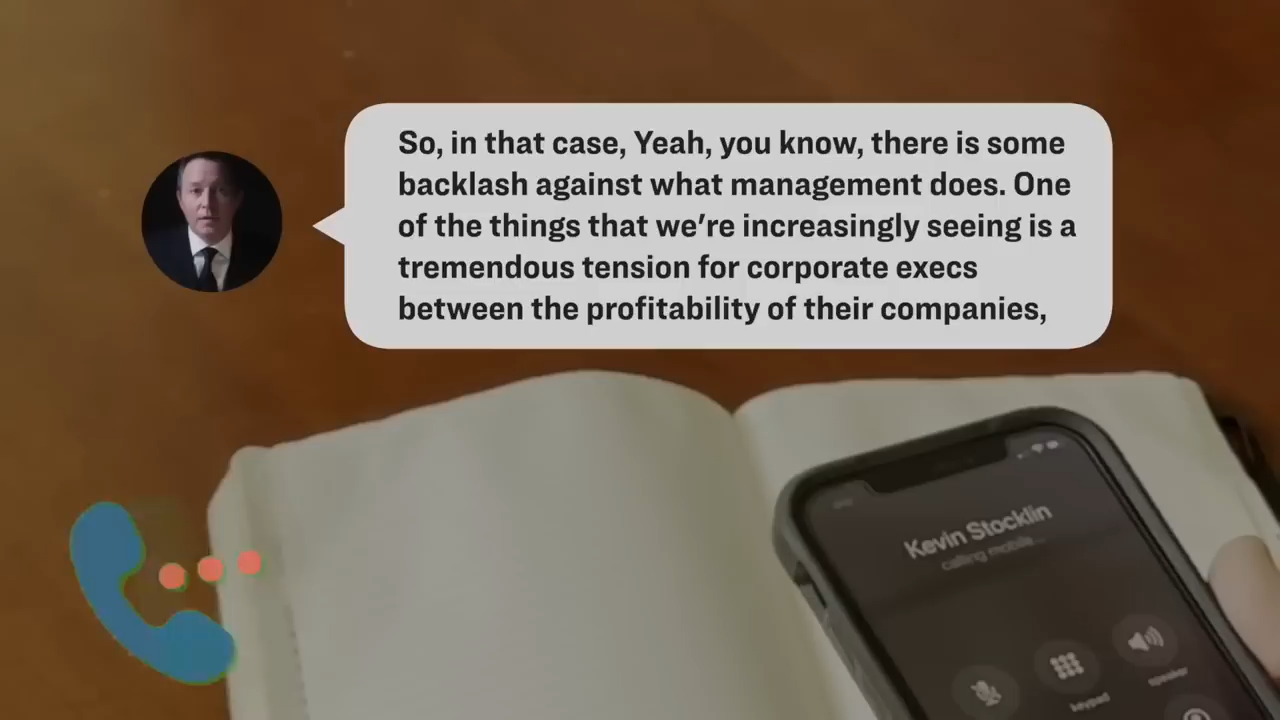 So, in that case, Yeah, you know, there is some
backlash against what management does. One
of the things that we're increasingly seeing is a
tremendous tension for corporate execs
between the profitability of their companies,
Kevin Stocklin
calling mobile...
speaker
keypad